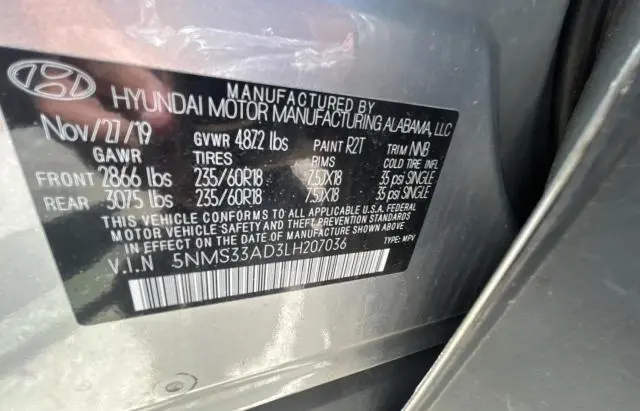 MANUFACTURED BY
HYUNDAI MOTOR MANUFACTURING ALABAMA, LLC
Nov/27/19 GVWR 4872 lbs PAINT R2T TRIM NNB
GAWR TIRES RIMS COLD TIRE INFL
FRONT 2866 lbs 235/60R18 7.5JX18 35 psi SINGLE
REAR 3075 lbs 235/60R18 7.5JX18 35 psi SINGLE
THIS VEHICLE CONFORMS TO ALL APPLICABLE U.S.A. FEDERAL
MOTOR VEHICLE SAFETY AND THEFT PREVENTION STANDARDS
IN EFFECT ON THE DATE OF MANUFACTURE SHOWN ABOVE.
V.I.N 5NMS33AD3LH207036 TYPE: MPV